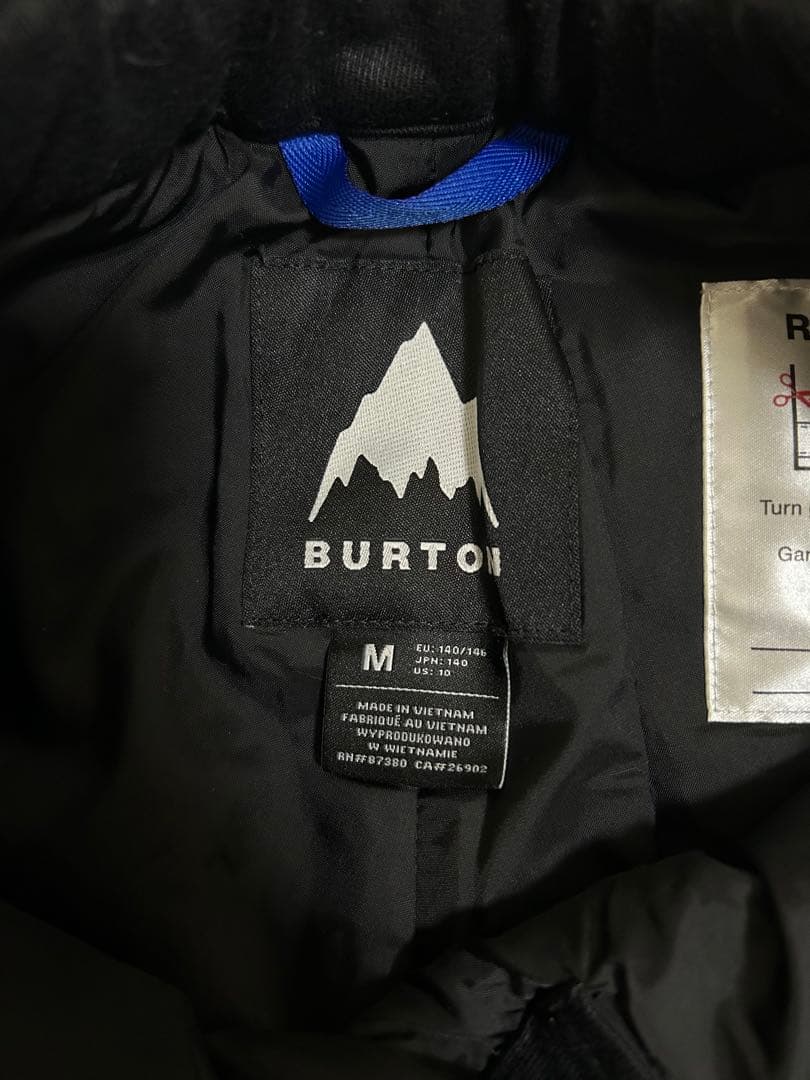 BURTON
M
EU: 140/146
JPN: 140
US: 10
MADE IN VIETNAM
FABRIQUÉ AU VIETNAM
WYPRODUKOWANO
W WIETNAMIE
RN#87380 CA#26902
R
Turn
Gar